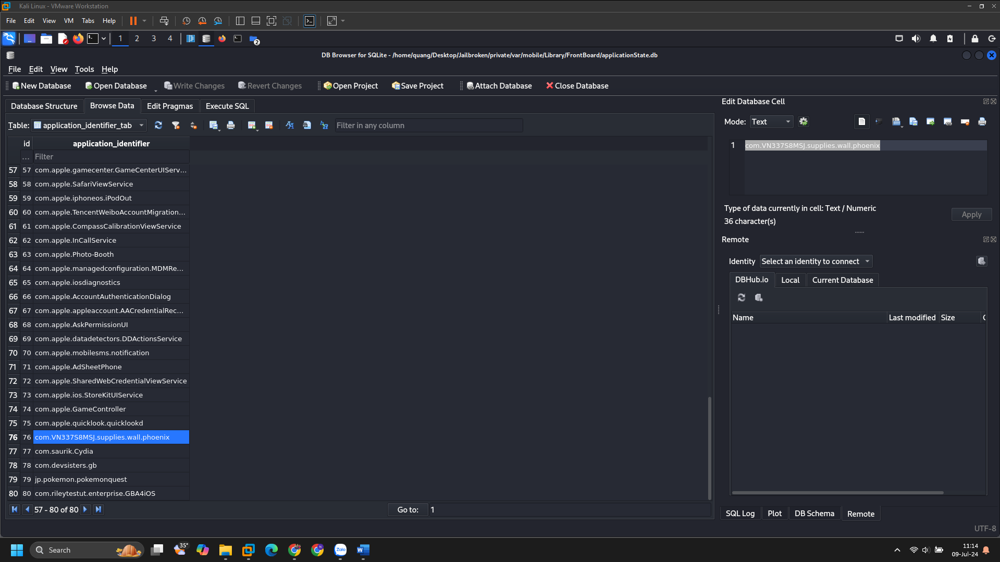 Kali Linux - VMware Workstation
File Edit View VM Tabs Help
1 2 3 4
2
DB Browser for SQLite - /home/quang/Desktop/Jailbroken/private/var/mobile/Library/FrontBoard/applicationState.db
File Edit View Tools Help
New Database Open Database Write Changes Revert Changes Open Project Save Project Attach Database Close Database
Database Structure Browse Data Edit Pragmas Execute SQL
Table: application_identifier_tab Filter in any column
id application_identifier
... Filter
57 57 com.apple.gamecenter.GameCenterUIServ...
58 58 com.apple.SafariViewService
59 59 com.apple.iphoneos.iPodOut
60 60 com.apple.TencentWeiboAccountMigration...
61 61 com.apple.CompassCalibrationViewService
62 62 com.apple.InCallService
63 63 com.apple.Photo-Booth
64 64 com.apple.managedconfiguration.MDMRe...
65 65 com.apple.iosdiagnostics
66 66 com.apple.AccountAuthenticationDialog
67 67 com.apple.appleaccount.AACredentialRec...
68 68 com.apple.AskPermissionUI
69 69 com.apple.datadetectors.DDActionsService
70 70 com.apple.mobilesms.notification
71 71 com.apple.AdSheetPhone
72 72 com.apple.SharedWebCredentialViewService
73 73 com.apple.ios.StoreKitUIService
74 74 com.apple.GameController
75 75 com.apple.quicklook.quicklookd
76 76 com.VN337S8MSJ.supplies.wall.phoenix
77 77 com.saurik.Cydia
78 78 com.devsisters.gb
79 79 jp.pokemon.pokemonquest
80 80 com.rileytestut.enterprise.GBA4iOS
57 - 80 of 80 Go to: 1
Edit Database Cell
Mode: Text
1 com.VN337S8MSJ.supplies.wall.phoenix
Type of data currently in cell: Text / Numeric
36 character(s)
Apply
Remote
Identity Select an identity to connect
DBHub.io Local Current Database
Name Last modified Size C
SQL Log Plot DB Schema Remote
UTF-8
Search
35°
Zalo
11:14
09-Jul-24